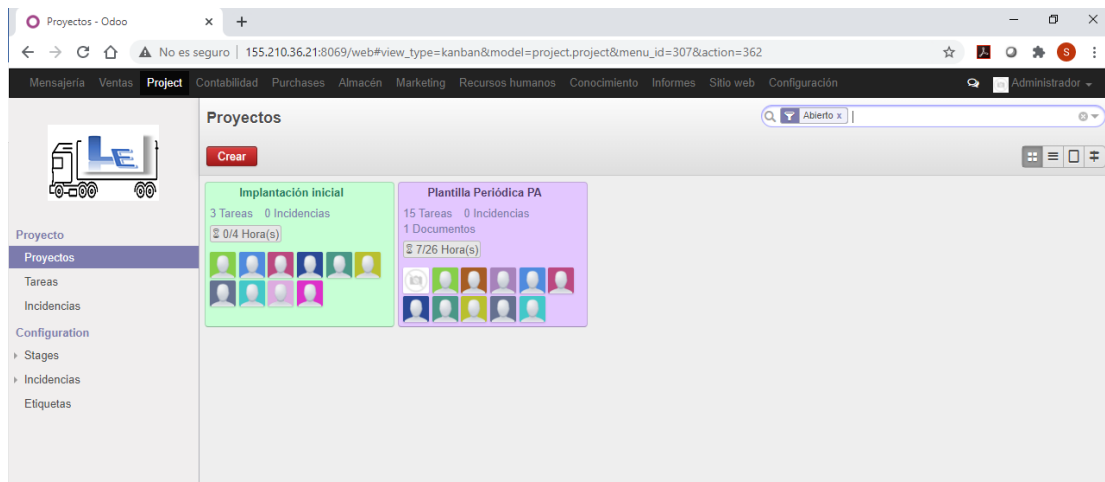 Proyectos - Odoo
No es seguro | 155.210.36.21:8069/web#view_type=kanban&model=project.project&menu_id=307&action=362
S
Mensajería Ventas Project Contabilidad Purchases Almacén Marketing Recursos humanos Conocimiento Informes Sitio web Configuración Administrador
LE
Proyectos
Abierto x
Crear
Implantación inicial
3 Tareas 0 Incidencias
0/4 Hora(s)
Plantilla Periódica PA
15 Tareas 0 Incidencias
1 Documentos
7/26 Hora(s)
Proyecto
Proyectos
Tareas
Incidencias
Configuration
Stages
Incidencias
Etiquetas